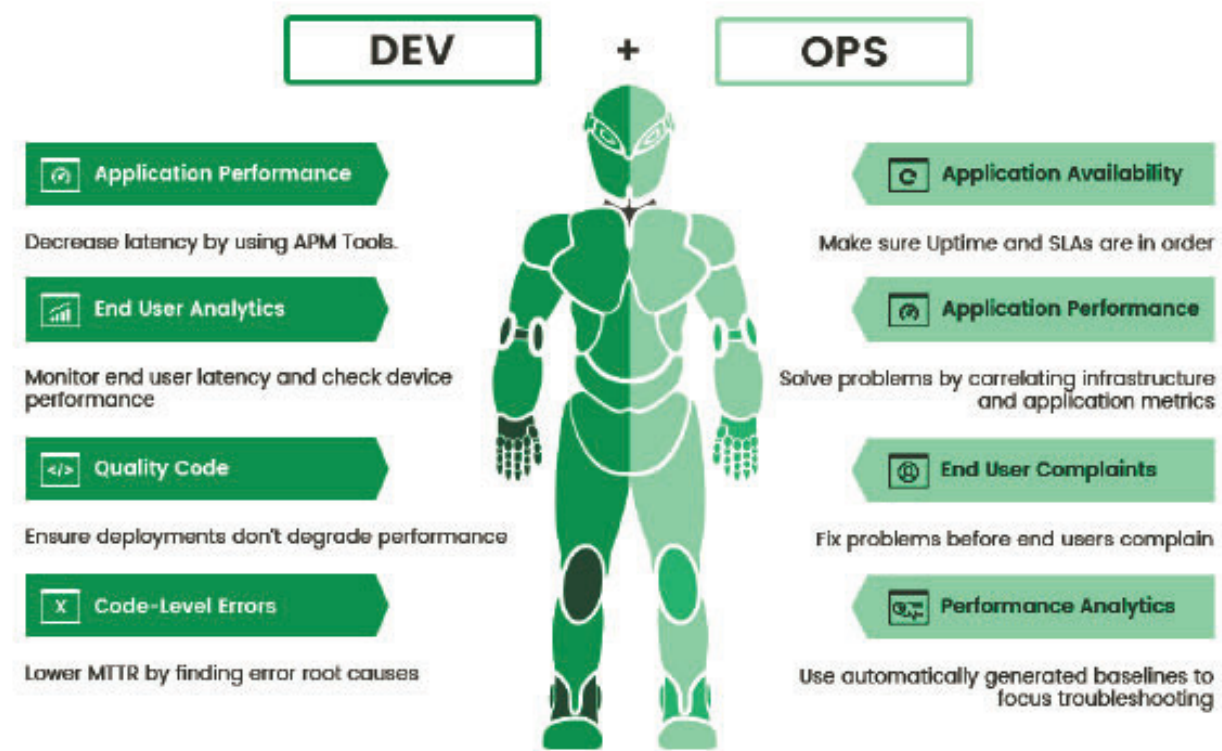 DEV + OPS
Application Performance
Decrease latency by using APM Tools.
End User Analytics
Monitor end user latency and check device
performance
</> Quality Code
Ensure deployments don't degrade performance
X Code-Level Errors
Lower MTTR by finding error root causes
Application Availability
Make sure Uptime and SLAs are in order
Application Performance
Solve problems by correlating infrastructure
and application metrics
End User Complaints
Fix problems before end users complain
Performance Analytics
Use automatically generated baselines to
focus troubleshooting